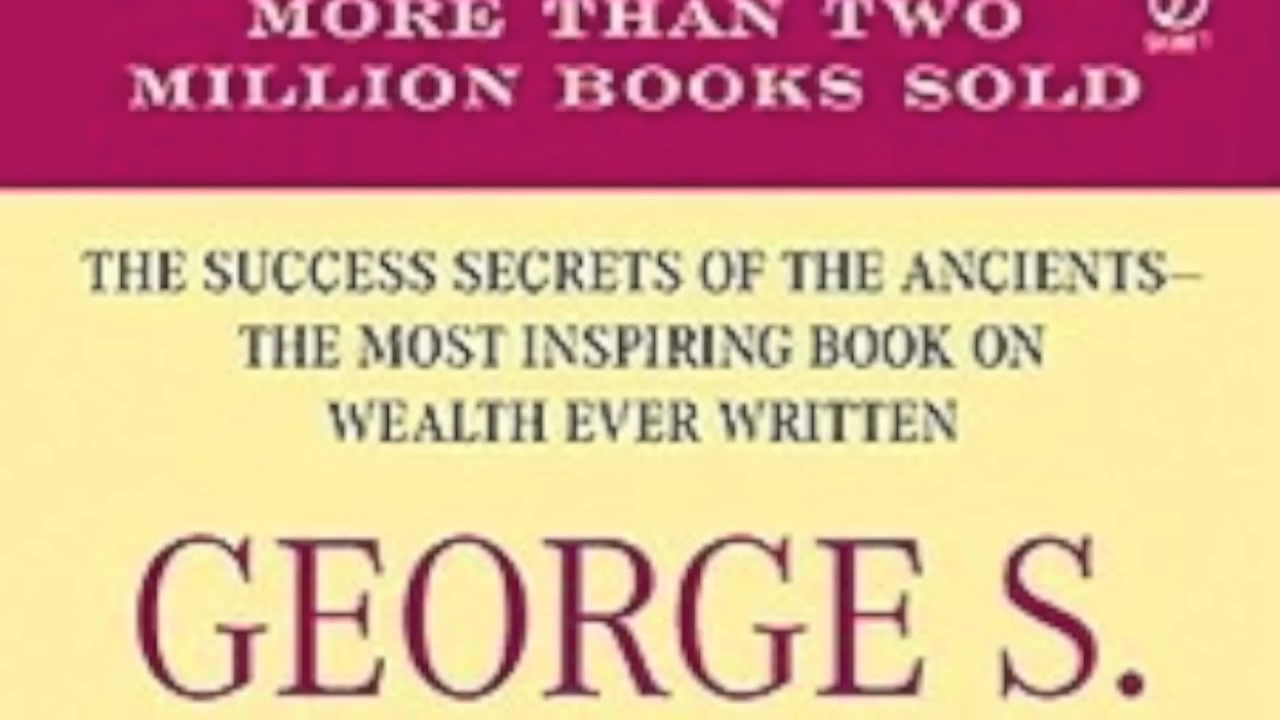 MORE THAN TWO
MILLION BOOKS SOLD
THE SUCCESS SECRETS OF THE ANCIENTS—
THE MOST INSPIRING BOOK ON
WEALTH EVER WRITTEN
GEORGE S.